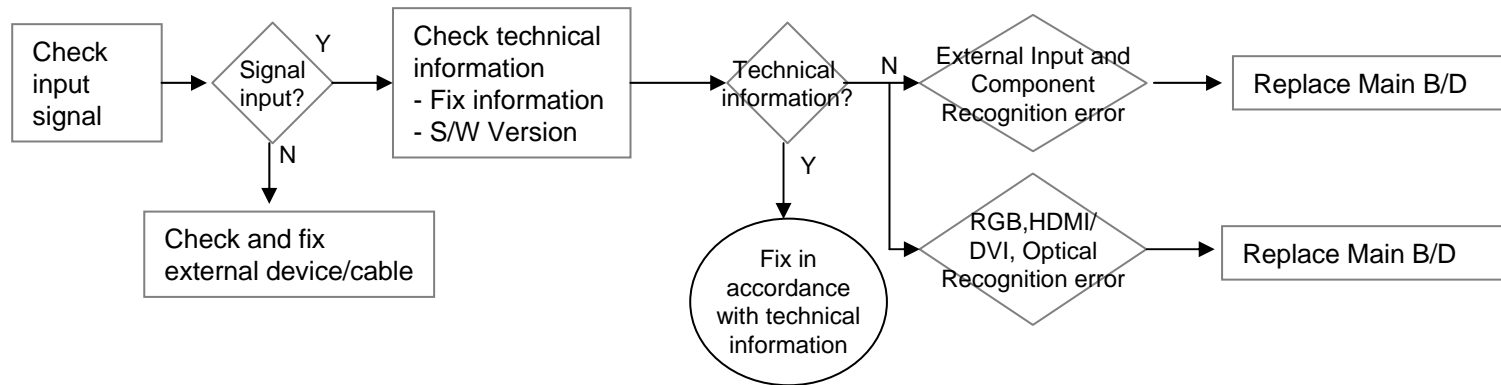 Check
input
signal
Signal
input?
Y
N
Check and fix
external device/cable
Check technical
information
- Fix information
- S/W Version
Technical
information?
N
Y
Fix in
accordance
with technical
information
External Input and
Component
Recognition error
Replace Main B/D
RGB,HDMI/
DVI, Optical
Recognition error
Replace Main B/D